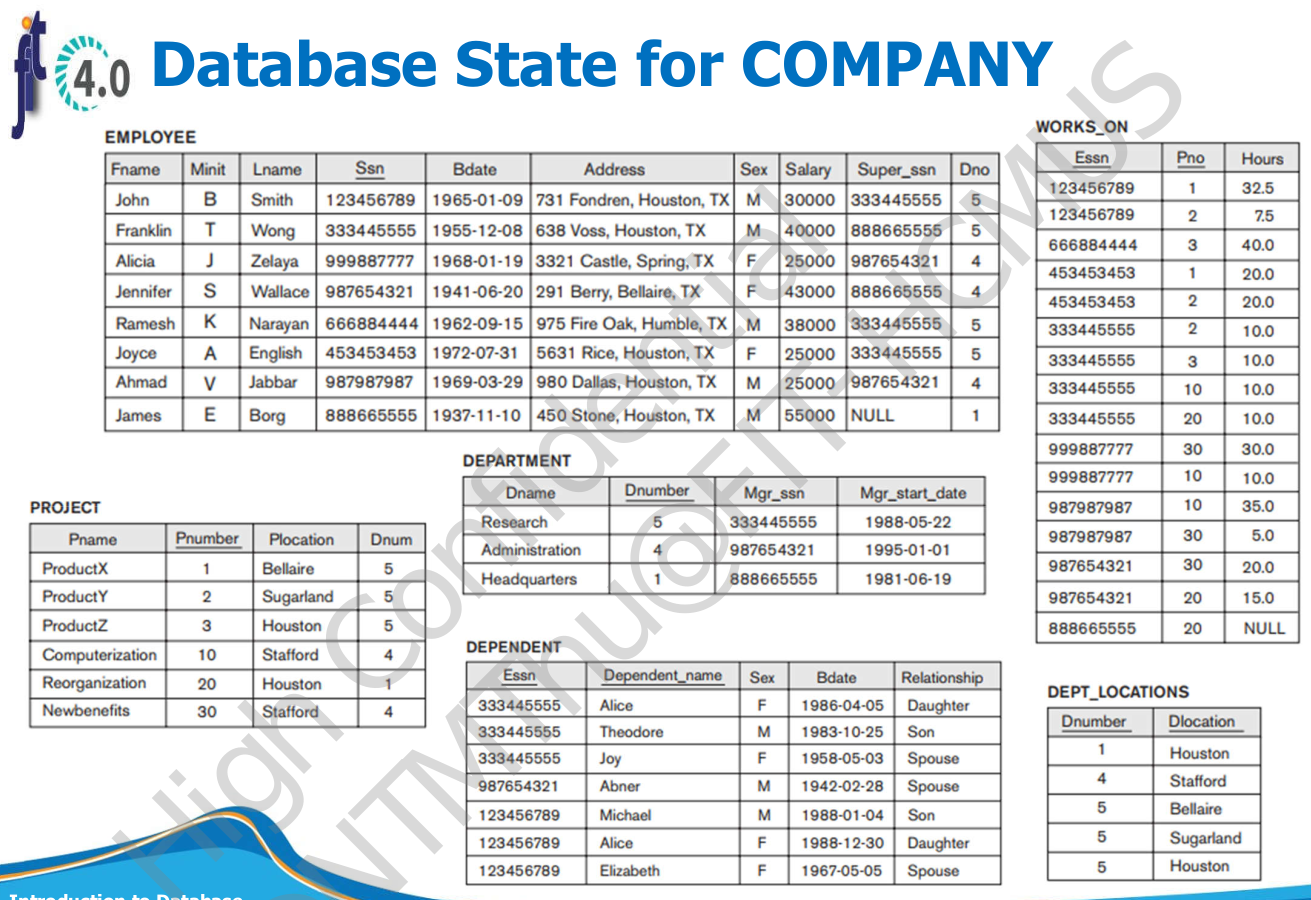 fit 4.0 Database State for COMPANY
EMPLOYEE
Fname Minit Lname Ssn Bdate Address Sex Salary Super_ssn Dno
John B Smith 123456789 1965-01-09 731 Fondren, Houston, TX M 30000 333445555 5
Franklin T Wong 333445555 1955-12-08 638 Voss, Houston, TX M 40000 888665555 5
Alicia J Zelaya 999887777 1968-01-19 3321 Castle, Spring, TX F 25000 987654321 4
Jennifer S Wallace 987654321 1941-06-20 291 Berry, Bellaire, TX F 43000 888665555 4
Ramesh K Narayan 666884444 1962-09-15 975 Fire Oak, Humble, TX M 38000 333445555 5
Joyce A English 453453453 1972-07-31 5631 Rice, Houston, TX F 25000 333445555 5
Ahmad V Jabbar 987987987 1969-03-29 980 Dallas, Houston, TX M 25000 987654321 4
James E Borg 888665555 1937-11-10 450 Stone, Houston, TX M 55000 NULL 1
WORKS_ON
Essn Pno Hours
123456789 1 32.5
123456789 2 7.5
666884444 3 40.0
453453453 1 20.0
453453453 2 20.0
333445555 2 10.0
333445555 3 10.0
333445555 10 10.0
333445555 20 10.0
999887777 30 30.0
999887777 10 10.0
987987987 10 35.0
987987987 30 5.0
987654321 30 20.0
987654321 20 15.0
888665555 20 NULL
DEPARTMENT
Dname Dnumber Mgr_ssn Mgr_start_date
Research 5 333445555 1988-05-22
Administration 4 987654321 1995-01-01
Headquarters 1 888665555 1981-06-19
PROJECT
Pname Pnumber Plocation Dnum
ProductX 1 Bellaire 5
ProductY 2 Sugarland 5
ProductZ 3 Houston 5
Computerization 10 Stafford 4
Reorganization 20 Houston 1
Newbenefits 30 Stafford 4
DEPENDENT
Essn Dependent_name Sex Bdate Relationship
333445555 Alice F 1986-04-05 Daughter
333445555 Theodore M 1983-10-25 Son
333445555 Joy F 1958-05-03 Spouse
987654321 Abner M 1942-02-28 Spouse
123456789 Michael M 1988-01-04 Son
123456789 Alice F 1988-12-30 Daughter
123456789 Elizabeth F 1967-05-05 Spouse
DEPT_LOCATIONS
Dnumber Dlocation
1 Houston
4 Stafford
5 Bellaire
5 Sugarland
5 Houston
High Confidential
NTMThu@FIT-HCMUS
Introduction to Database